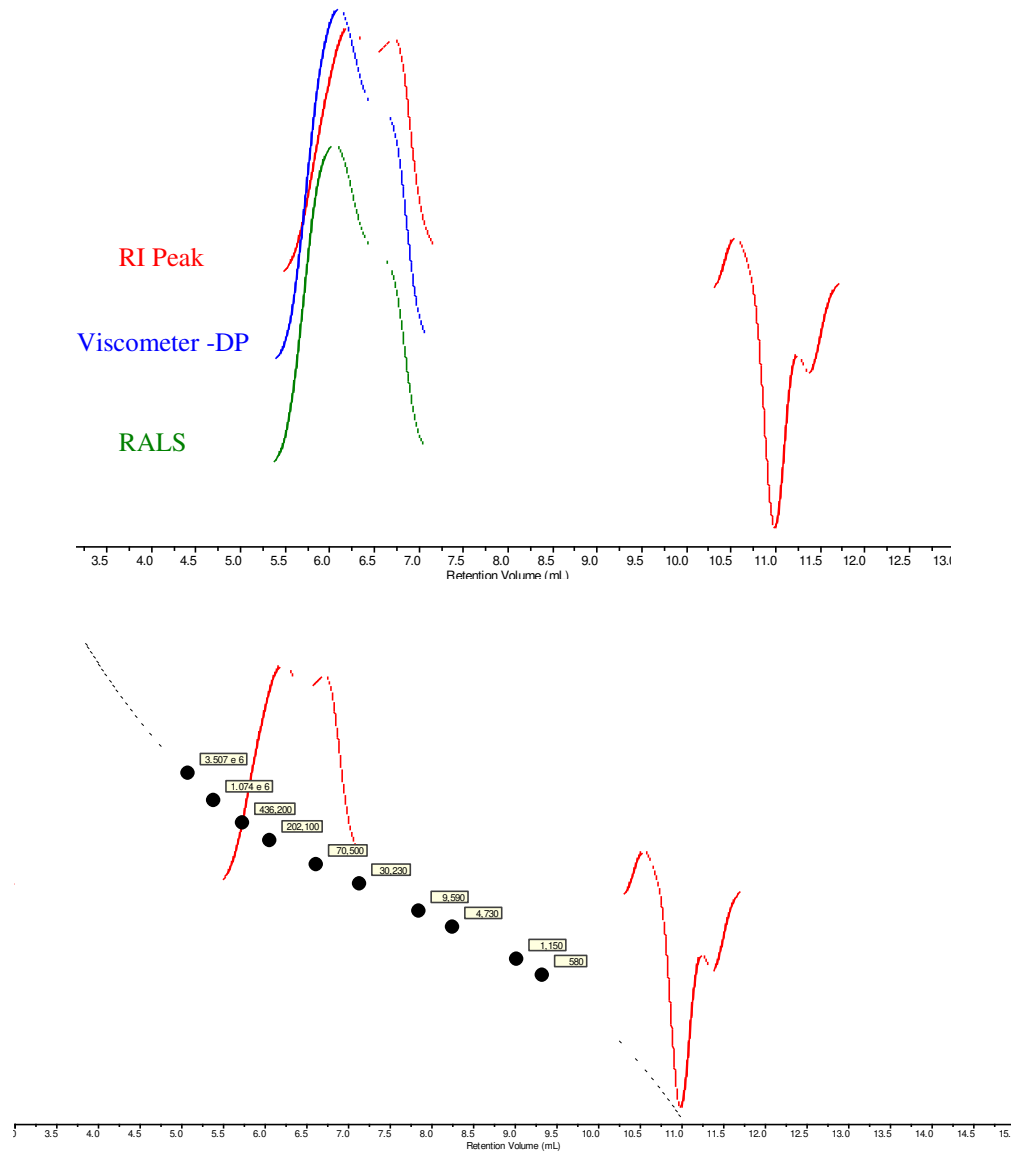 RI Peak
Viscometer -DP
RALS
3.5 4.0 4.5 5.0 5.5 6.0 6.5 7.0 7.5 8.0 8.5 9.0 9.5 10.0 10.5 11.0 11.5 12.0 12.5 13.0
Retention Volume (mL)
3.507 e 6
1.074 e 6
436,200
202,100
70,500
30,230
9,590
4,730
1,150
580
3.5 4.0 4.5 5.0 5.5 6.0 6.5 7.0 7.5 8.0 8.5 9.0 9.5 10.0 10.5 11.0 11.5 12.0 12.5 13.0 13.5 14.0 14.5 15.
Retention Volume (mL)